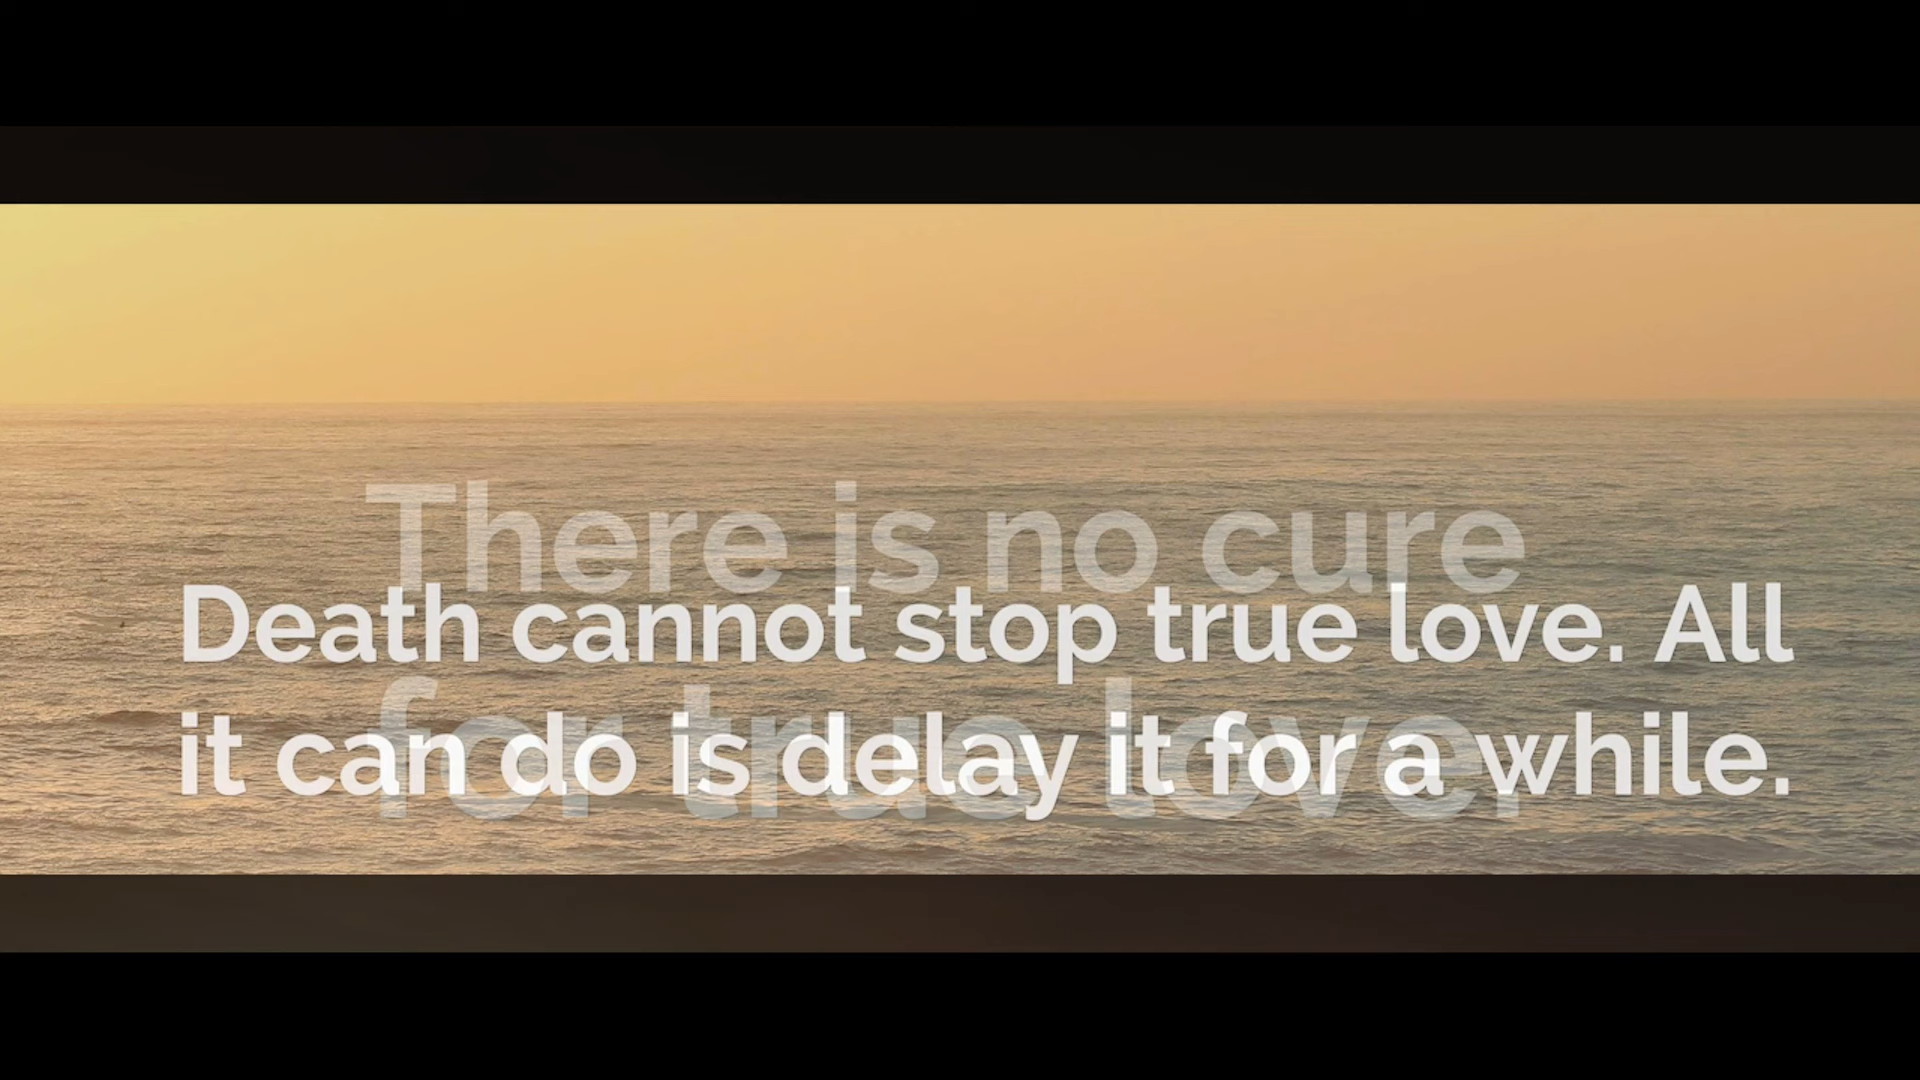 There is no cure
Death cannot stop true love. All
for true love.
it can do is delay it for a while.